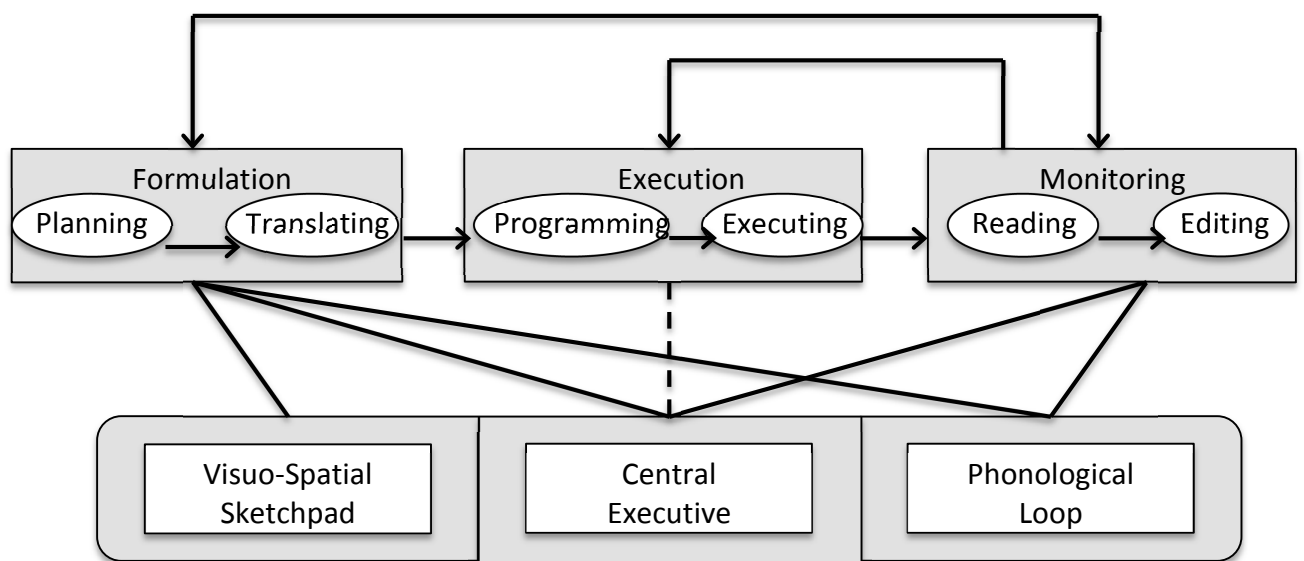 Formulation
Planning
Translating
Execution
Programming
Executing
Monitoring
Reading
Editing
Visuo-Spatial
Sketchpad
Central
Executive
Phonological
Loop